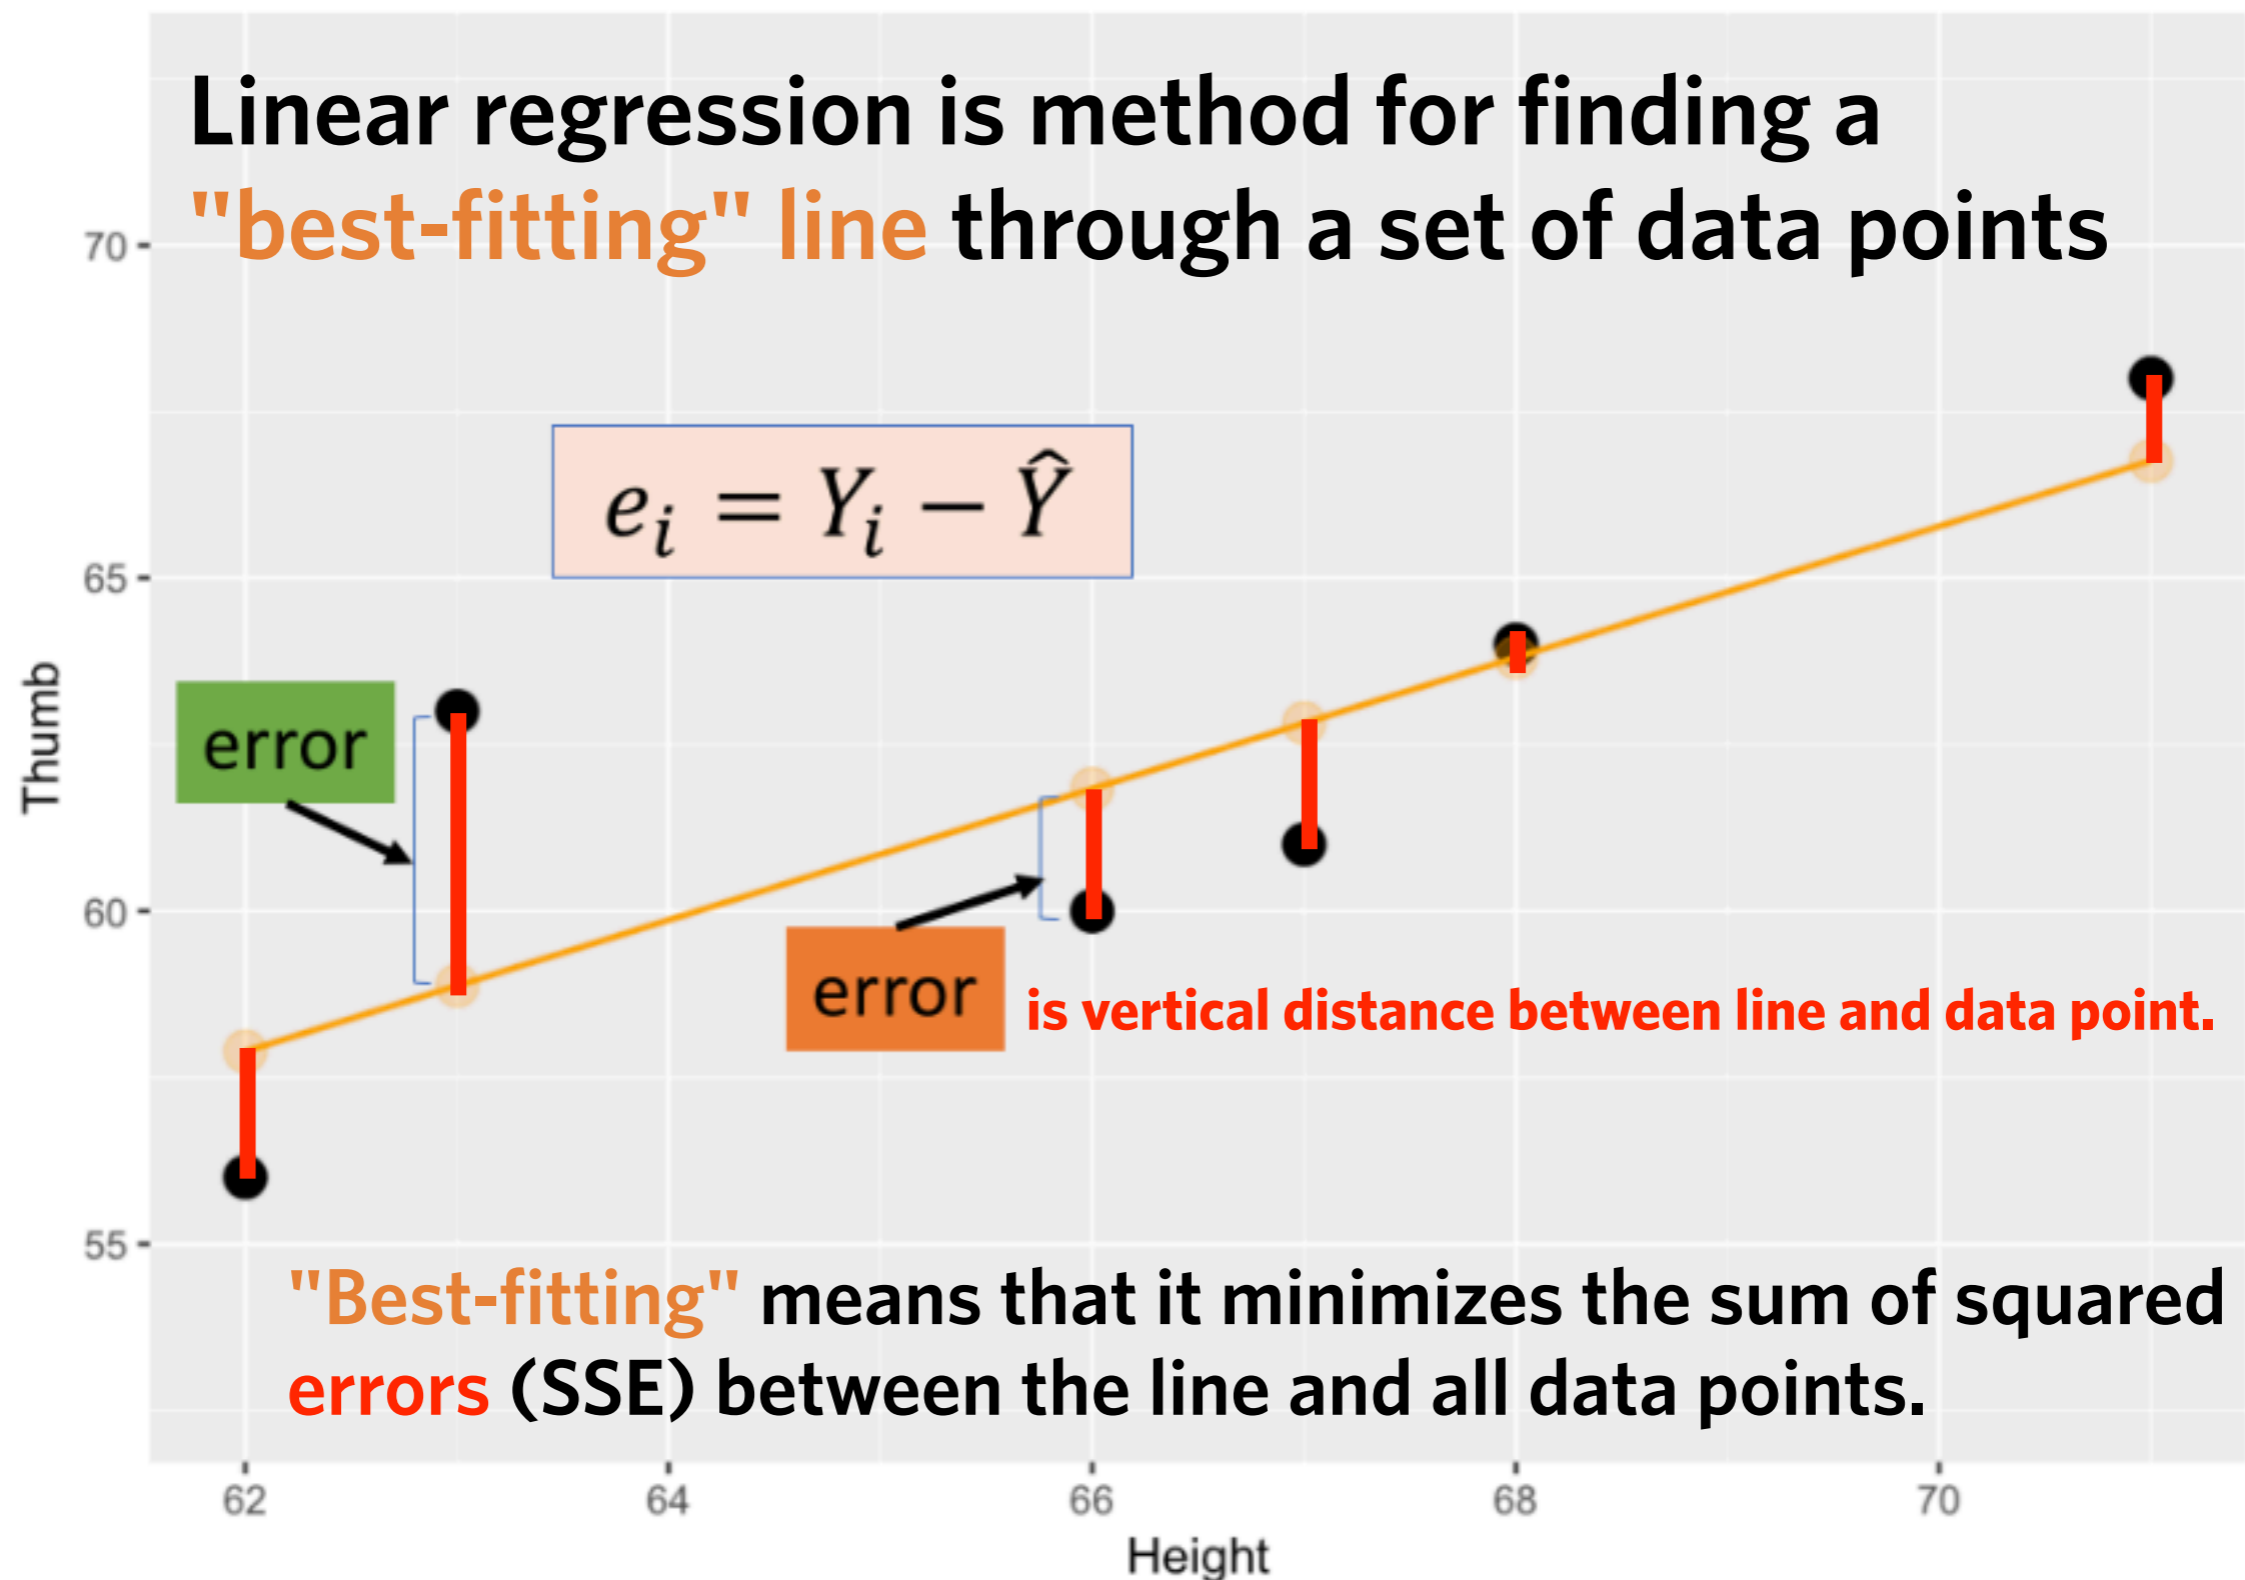 Linear regression is method for finding a
"best-fitting" line through a set of data points
70
e_i = Y_i − Ŷ
65
Thumb
error
60
error is vertical distance between line and data point.
55
"Best-fitting" means that it minimizes the sum of squared
errors (SSE) between the line and all data points.
62 64 66 68 70
Height